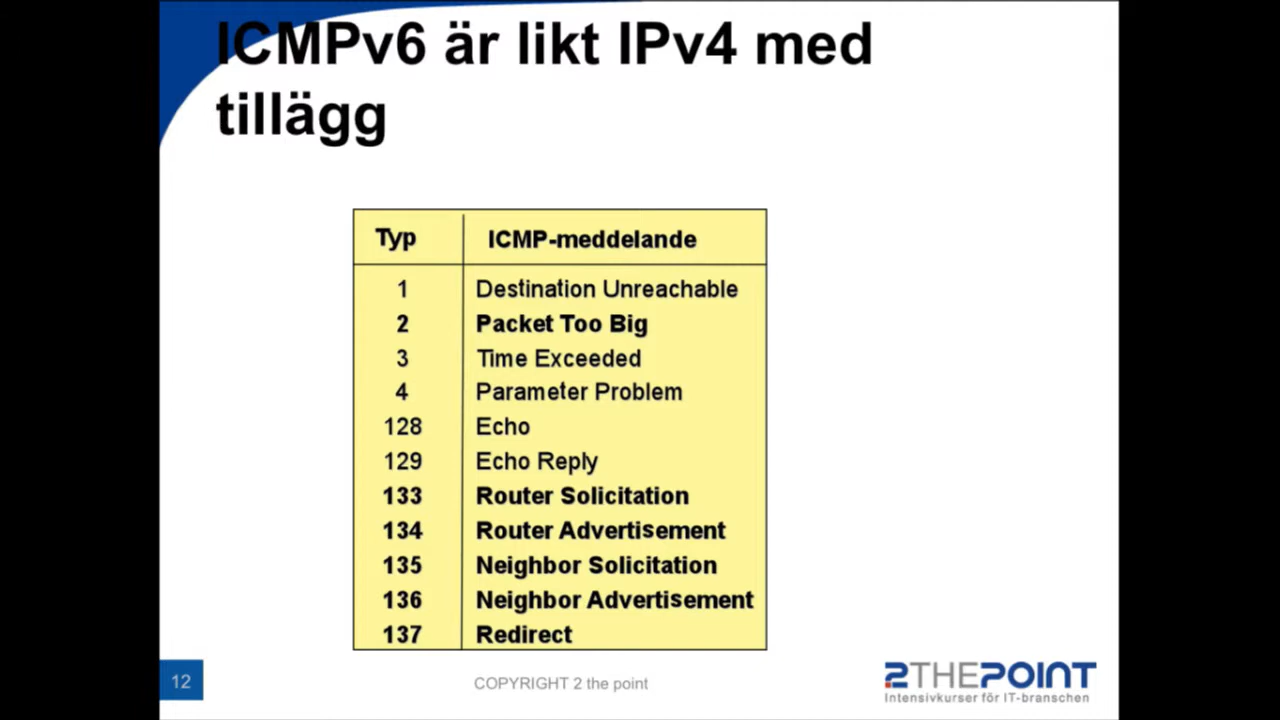 ICMPv6 är likt IPv4 med
tillägg
Typ ICMP-meddelande
1 Destination Unreachable
2 Packet Too Big
3 Time Exceeded
4 Parameter Problem
128 Echo
129 Echo Reply
133 Router Solicitation
134 Router Advertisement
135 Neighbor Solicitation
136 Neighbor Advertisement
137 Redirect
12 COPYRIGHT 2 the point 2THEPOINT
Intensivkurser för IT-branschen